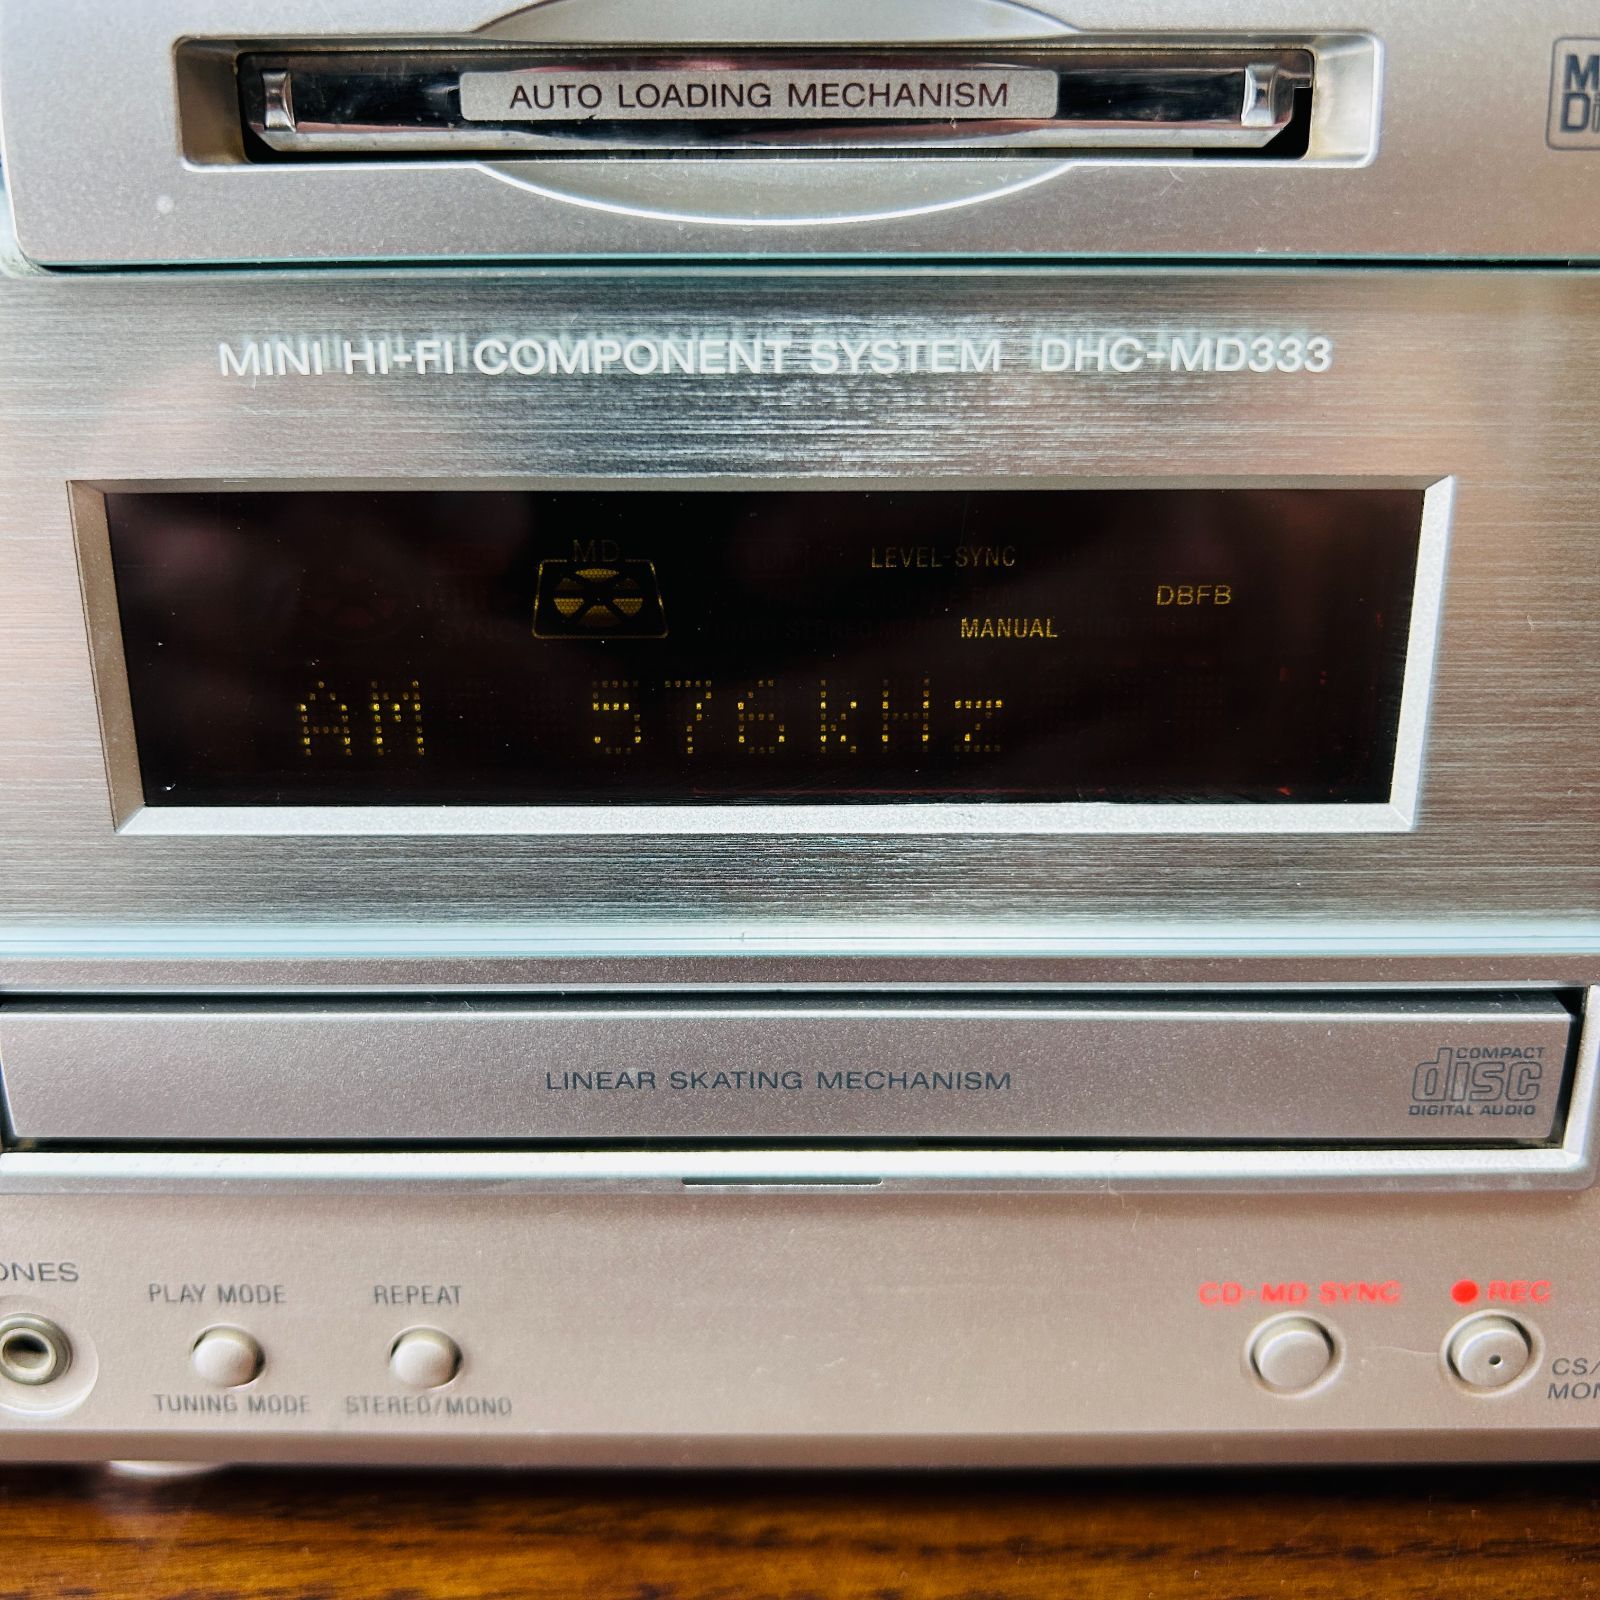 AUTO LOADING MECHANISM
MINI HI-FI COMPONENT SYSTEM DHC-MD333
MD
LEVEL-SYNC
DBFB
MANUAL
AM 576kHz
LINEAR SKATING MECHANISM
COMPACT
disc
DIGITAL AUDIO
PLAY MODE
REPEAT
CD-MD SYNC
REC
TUNING MODE
STEREO/MONO